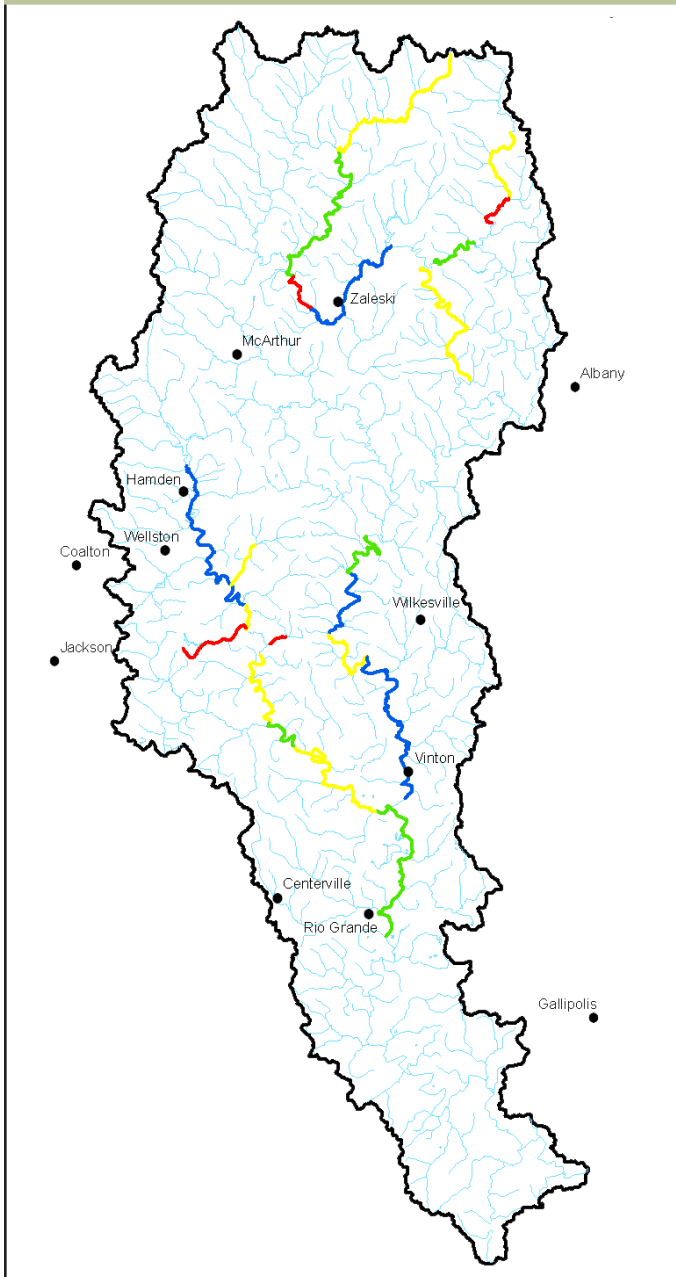 Zaleski
McArthur
Albany
Hamden
Wellston
Coalton
Wilkesville
Jackson
Vinton
Centerville
Rio Grande
Gallipolis